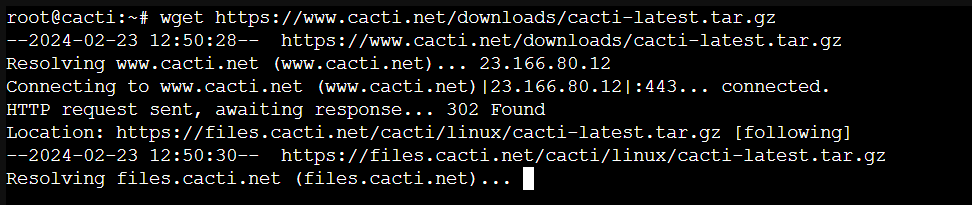 root@cacti:~# wget https://www.cacti.net/downloads/cacti-latest.tar.gz
--2024-02-23 12:50:28--  https://www.cacti.net/downloads/cacti-latest.tar.gz
Resolving www.cacti.net (www.cacti.net)... 23.166.80.12
Connecting to www.cacti.net (www.cacti.net)|23.166.80.12|:443... connected.
HTTP request sent, awaiting response... 302 Found
Location: https://files.cacti.net/cacti/linux/cacti-latest.tar.gz [following]
--2024-02-23 12:50:30--  https://files.cacti.net/cacti/linux/cacti-latest.tar.gz
Resolving files.cacti.net (files.cacti.net)...